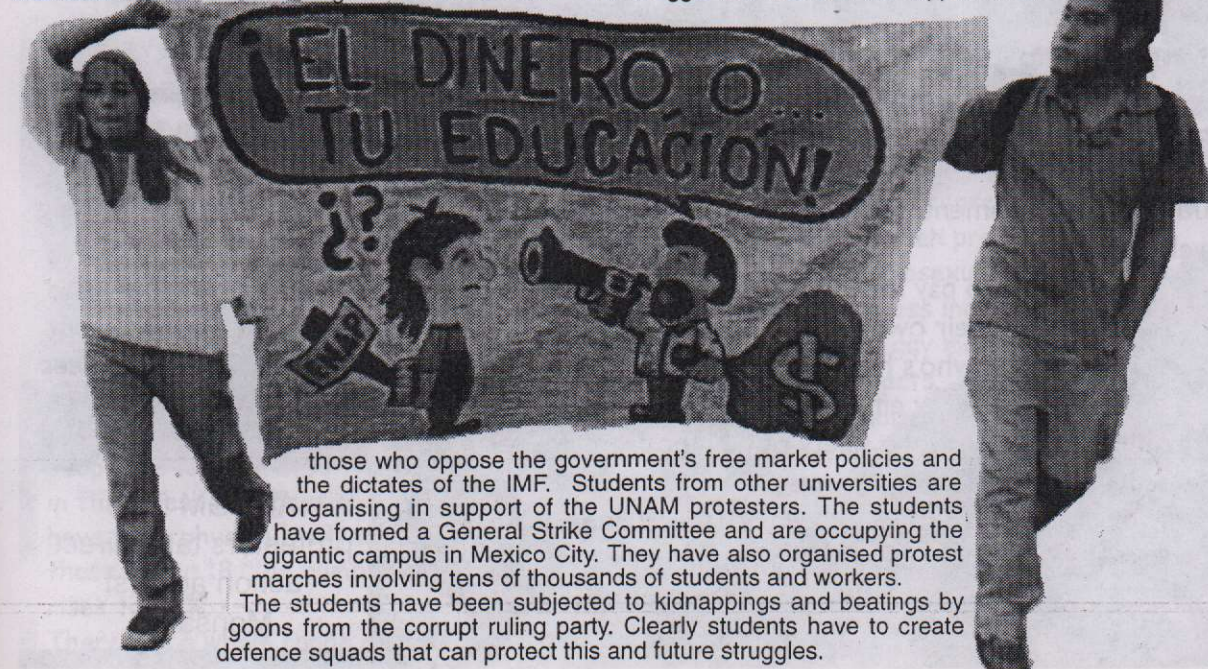 ¡EL DINERO, O...
TU EDUCACIÓN!
¿?
ENAP
$
those who oppose the government's free market policies and
the dictates of the IMF. Students from other universities are
organising in support of the UNAM protesters. The students
have formed a General Strike Committee and are occupying the
gigantic campus in Mexico City. They have also organised protest
marches involving tens of thousands of students and workers.
The students have been subjected to kidnappings and beatings by
goons from the corrupt ruling party. Clearly students have to create
defence squads that can protect this and future struggles.